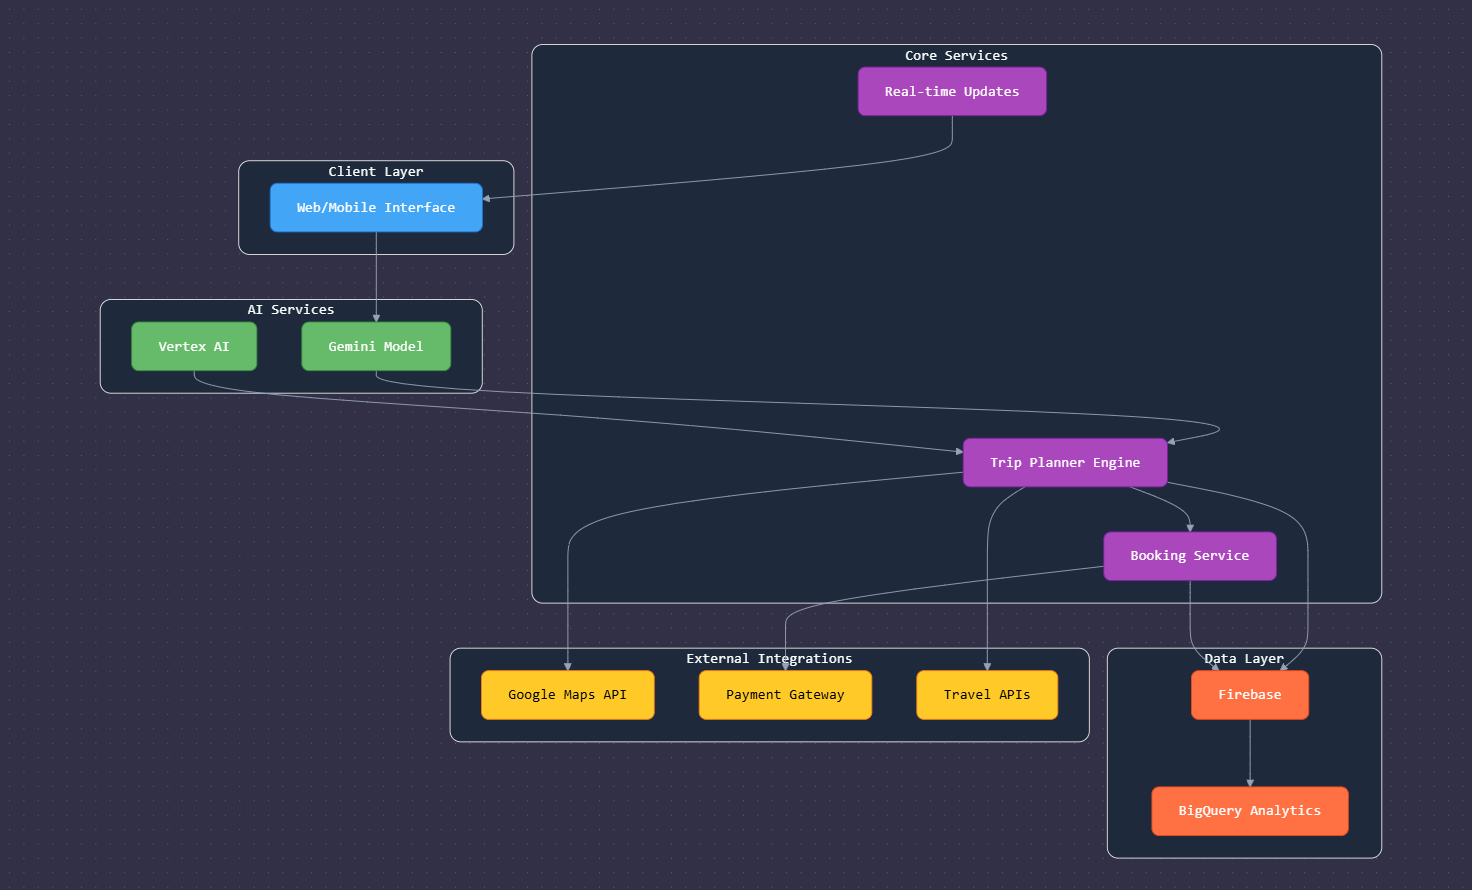 Core Services
Real-time Updates
Client Layer
Web/Mobile Interface
AI Services
Vertex AI
Gemini Model
Trip Planner Engine
Booking Service
External Integrations
Google Maps API
Payment Gateway
Travel APIs
Data Layer
Firebase
BigQuery Analytics